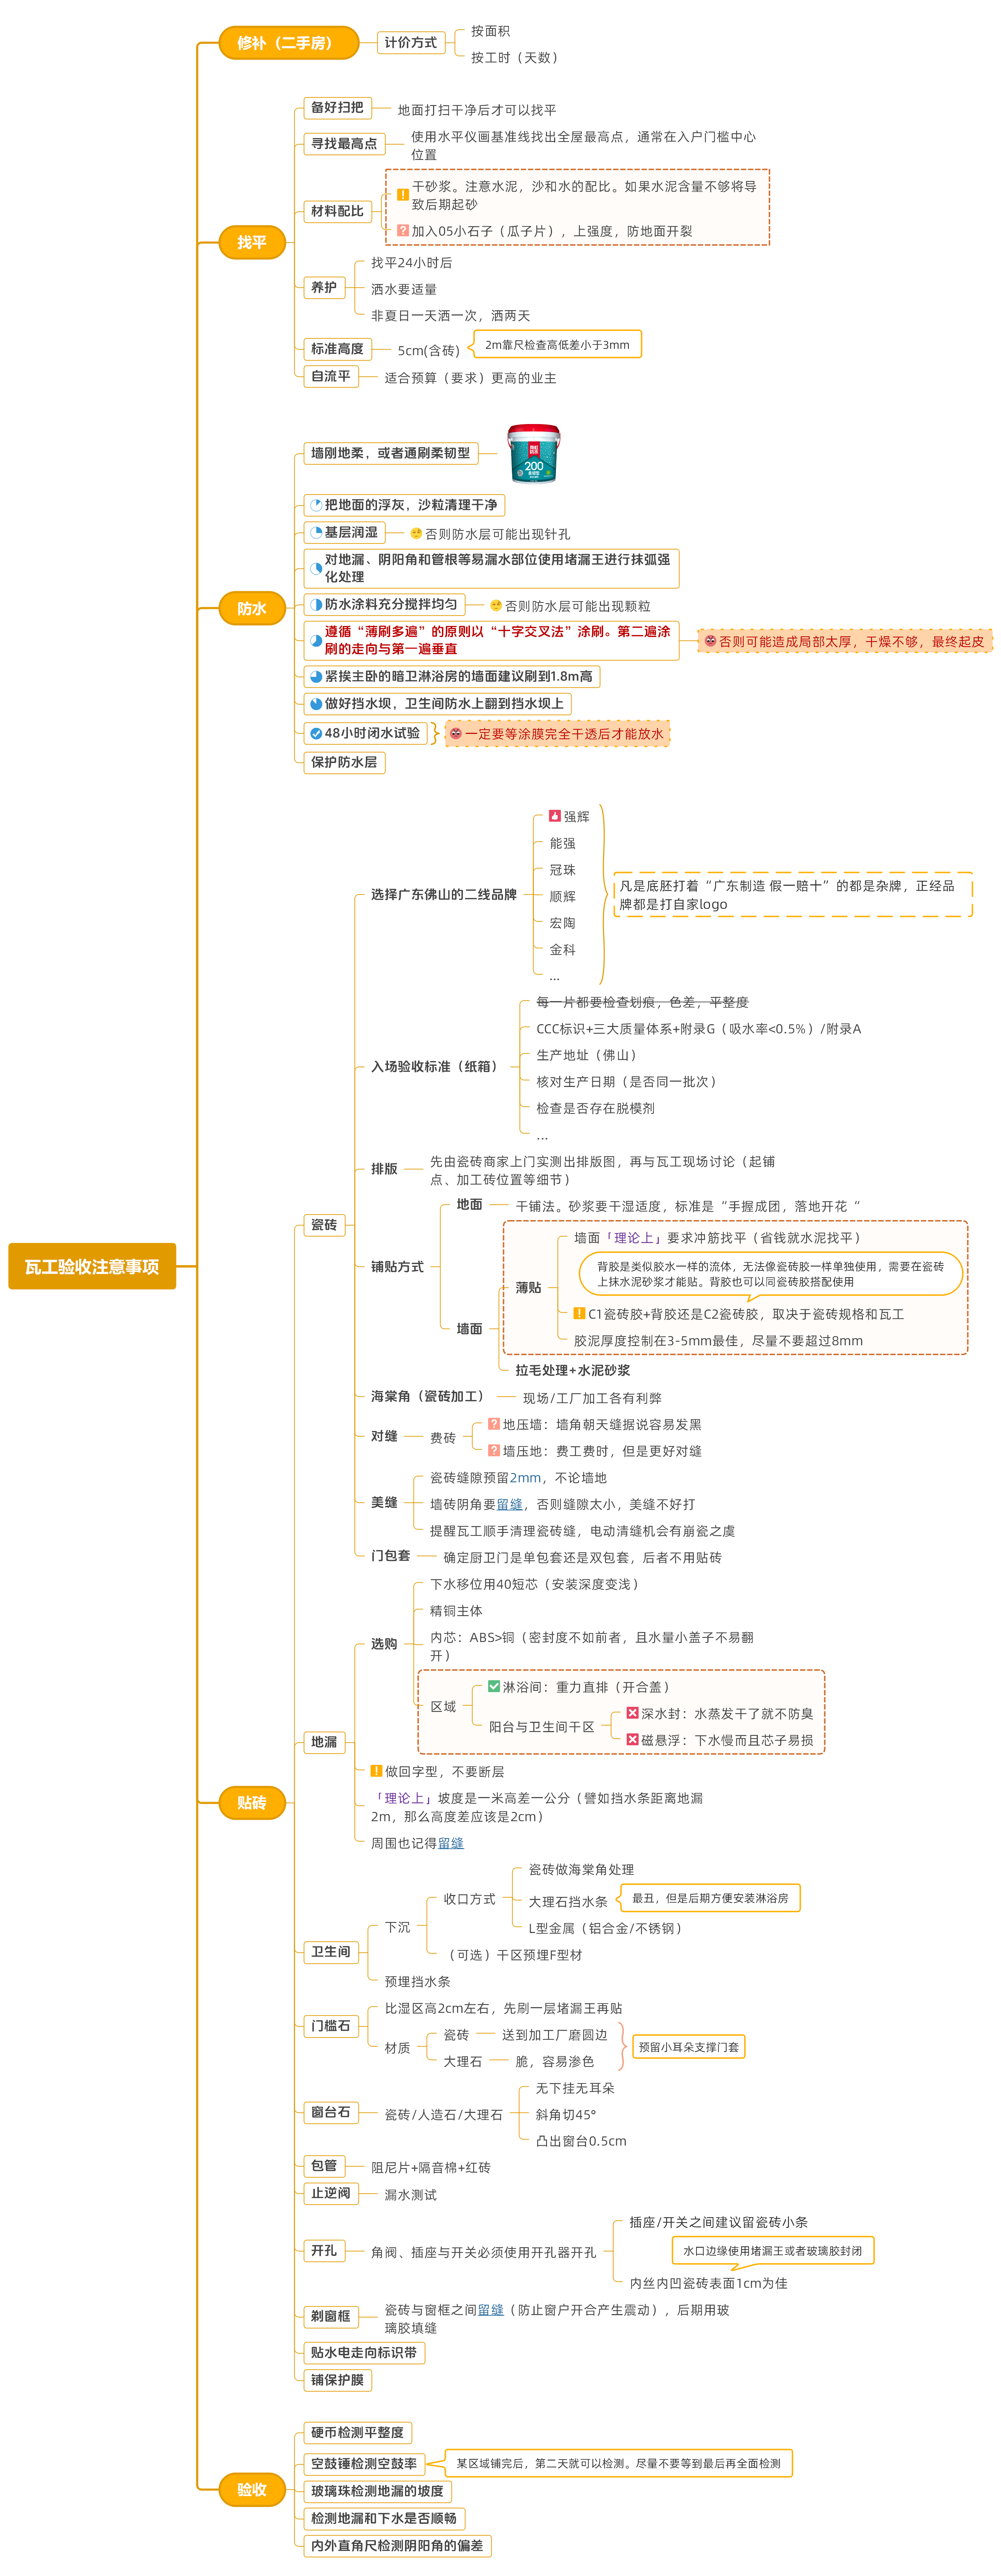 修补（二手房）
计价方式
按面积
按工时（天数）
找平
备好扫把
地面打扫干净后才可以找平
寻找最高点
使用水平仪画基准线找出全屋最高点，通常在入户门槛中心
位置
材料配比
干砂浆。注意水泥，沙和水的配比。如果水泥含量不够将导
致后期起砂
加入05小石子（瓜子片），上强度，防地面开裂
养护
找平24小时后
洒水要适量
非夏日一天洒一次，洒两天
标准高度
5cm(含砖)
2m靠尺检查高低差小于3mm
自流平
适合预算（要求）更高的业主
防水
墙刚地柔，或者通刷柔韧型
200
把地面的浮灰，沙粒清理干净
基层润湿
否则防水层可能出现针孔
对地漏、阴阳角和管根等易漏水部位使用堵漏王进行抹弧强
化处理
防水涂料充分搅拌均匀
否则防水层可能出现颗粒
遵循“薄刷多遍”的原则以“十字交叉法”涂刷。第二遍涂
刷的走向与第一遍垂直
否则可能造成局部太厚，干燥不够，最终起皮
紧挨主卧的暗卫淋浴房的墙面建议刷到1.8m高
做好挡水坝，卫生间防水上翻到挡水坝上
48小时闭水试验
一定要等涂膜完全干透后才能放水
保护防水层
瓦工验收注意事项
贴砖
瓷砖
选择广东佛山的二线品牌
强辉
能强
冠珠
顺辉
宏陶
金科
...
凡是底胚打着“广东制造 假一赔十”的都是杂牌，正经品
牌都是打自家logo
入场验收标准（纸箱）
每一片都要检查划痕，色差，平整度
CCC标识+三大质量体系+附录G（吸水率<0.5%）/附录A
生产地址（佛山）
核对生产日期（是否同一批次）
检查是否存在脱模剂
...
排版
先由瓷砖商家上门实测出排版图，再与瓦工现场讨论（起铺
点、加工砖位置等细节）
铺贴方式
地面
干铺法。砂浆要干湿适度，标准是“手握成团，落地开花“
墙面
薄贴
墙面「理论上」要求冲筋找平（省钱就水泥找平）
背胶是类似胶水一样的流体，无法像瓷砖胶一样单独使用，需要在瓷砖
上抹水泥砂浆才能贴。背胶也可以同瓷砖胶搭配使用
C1瓷砖胶+背胶还是C2瓷砖胶，取决于瓷砖规格和瓦工
胶泥厚度控制在3-5mm最佳，尽量不要超过8mm
拉毛处理+水泥砂浆
海棠角（瓷砖加工）
现场/工厂加工各有利弊
对缝
费砖
地压墙：墙角朝天缝据说容易发黑
墙压地：费工费时，但是更好对缝
美缝
瓷砖缝隙预留2mm，不论墙地
墙砖阴角要留缝，否则缝隙太小，美缝不好打
提醒瓦工顺手清理瓷砖缝，电动清缝机会有崩瓷之虞
门包套
确定厨卫门是单包套还是双包套，后者不用贴砖
地漏
选购
下水移位用40短芯（安装深度变浅）
精铜主体
内芯：ABS>铜（密封度不如前者，且水量小盖子不易翻
开）
区域
淋浴间：重力直排（开合盖）
阳台与卫生间干区
深水封：水蒸发干了就不防臭
磁悬浮：下水慢而且芯子易损
做回字型，不要断层
「理论上」坡度是一米高差一公分（譬如挡水条距离地漏
2m，那么高度差应该是2cm）
周围也记得留缝
卫生间
下沉
收口方式
瓷砖做海棠角处理
大理石挡水条
最丑，但是后期方便安装淋浴房
L型金属（铝合金/不锈钢）
（可选）干区预埋F型材
预埋挡水条
门槛石
比湿区高2cm左右，先刷一层堵漏王再贴
材质
瓷砖
送到加工厂磨圆边
大理石
脆，容易渗色
预留小耳朵支撑门套
窗台石
瓷砖/人造石/大理石
无下挂无耳朵
斜角切45°
凸出窗台0.5cm
包管
阻尼片+隔音棉+红砖
止逆阀
漏水测试
开孔
角阀、插座与开关必须使用开孔器开孔
插座/开关之间建议留瓷砖小条
水口边缘使用堵漏王或者玻璃胶封闭
内丝内凹瓷砖表面1cm为佳
剃窗框
瓷砖与窗框之间留缝（防止窗户开合产生震动），后期用玻
璃胶填缝
贴水电走向标识带
铺保护膜
验收
硬币检测平整度
空鼓锤检测空鼓率
某区域铺完后，第二天就可以检测。尽量不要等到最后再全面检测
玻璃珠检测地漏的坡度
检测地漏和下水是否顺畅
内外直角尺检测阴阳角的偏差